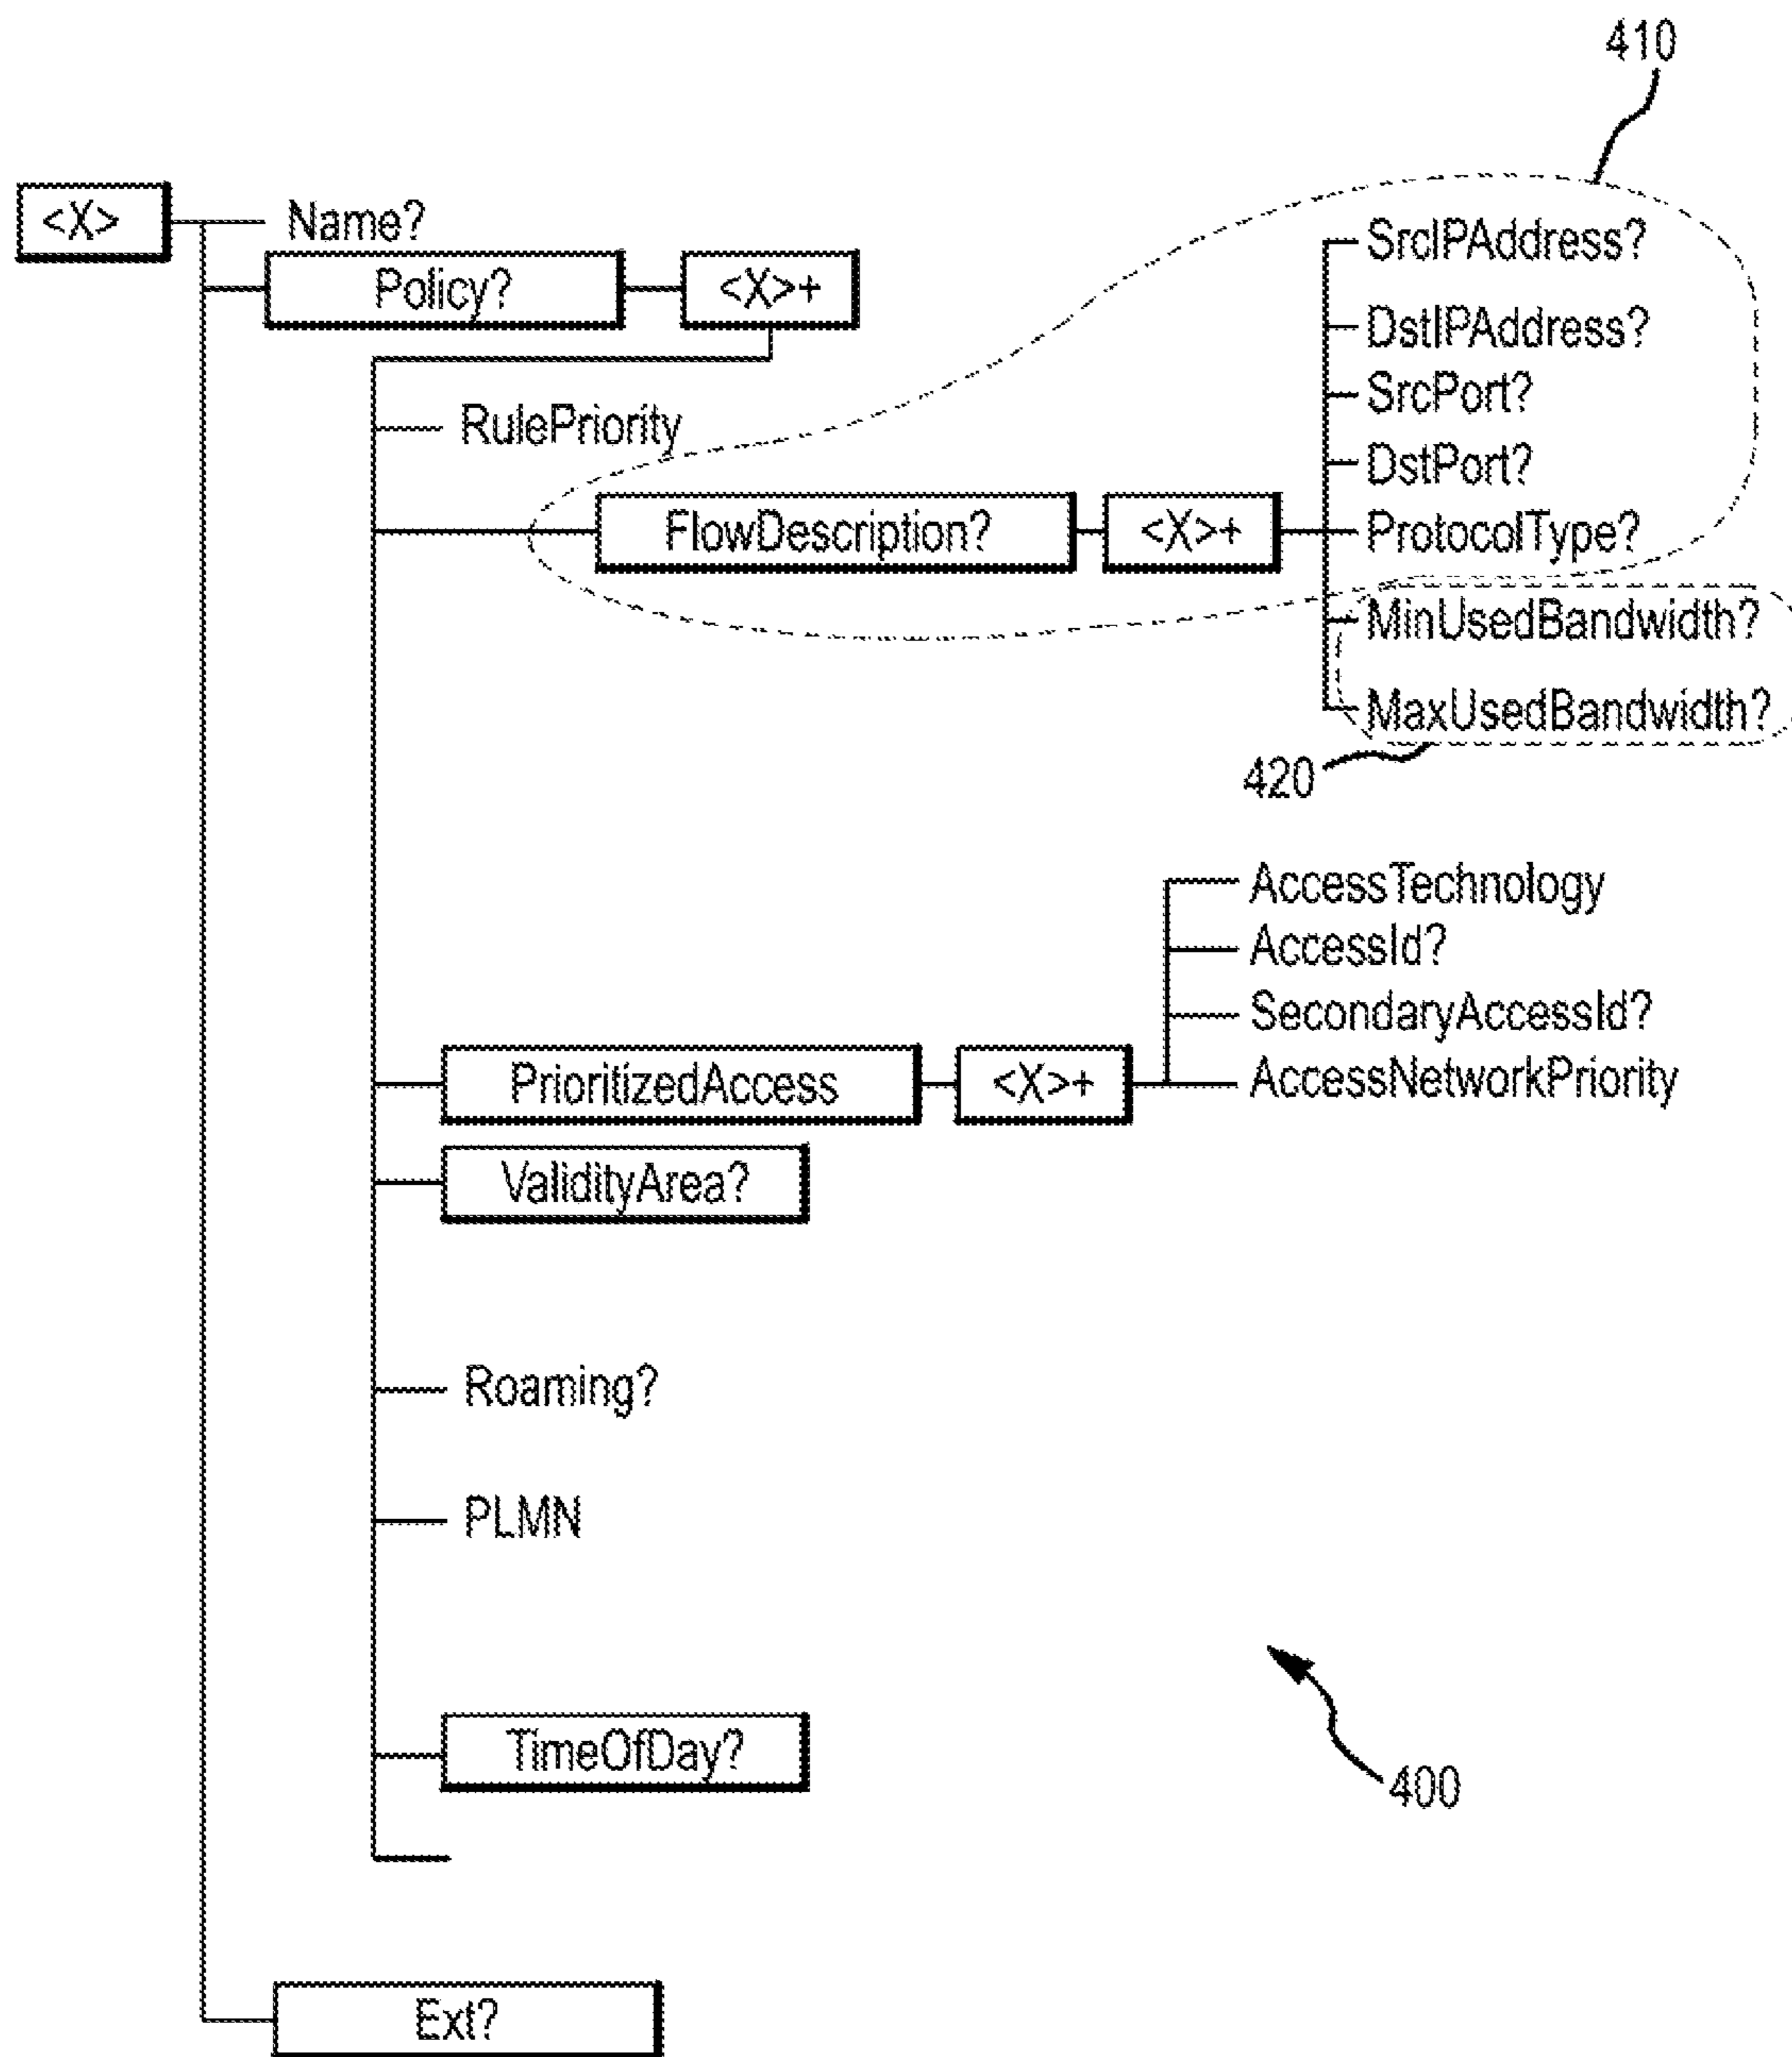 410
<X>
Name?
Policy?
<X>+
SrcIPAddress?
DstIPAddress?
SrcPort?
DstPort?
ProtocolType?
MinUsedBandwidth?
MaxUsedBandwidth?
RulePriority
FlowDescription?
<X>+
420
AccessTechnology
AccessId?
SecondaryAccessId?
AccessNetworkPriority
PrioritizedAccess
<X>+
ValidityArea?
Roaming?
PLMN
TimeOfDay?
400
Ext?